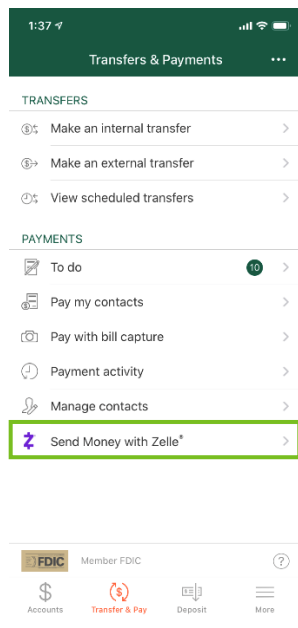 1:37
Transfers & Payments
TRANSFERS
Make an internal transfer
Make an external transfer
View scheduled transfers
PAYMENTS
To do 10
Pay my contacts
Pay with bill capture
Payment activity
Manage contacts
Send Money with Zelle®
FDIC Member FDIC ?
Accounts Transfer & Pay Deposit More